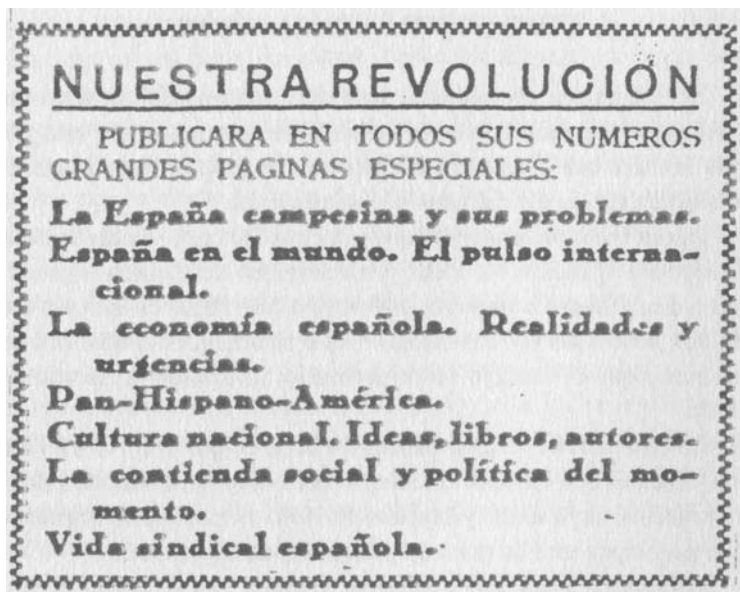 NUESTRA REVOLUCIÓN
PUBLICARA EN TODOS SUS NUMEROS
GRANDES PAGINAS ESPECIALES:
La España campesina y sus problemas.
España en el mundo. El pulso interna-
cional.
La economía española. Realidades y
urgencias.
Pan-Hispano-América.
Cultura nacional. Ideas, libros, autores.
La contienda social y política del mo-
mento.
Vida sindical española.